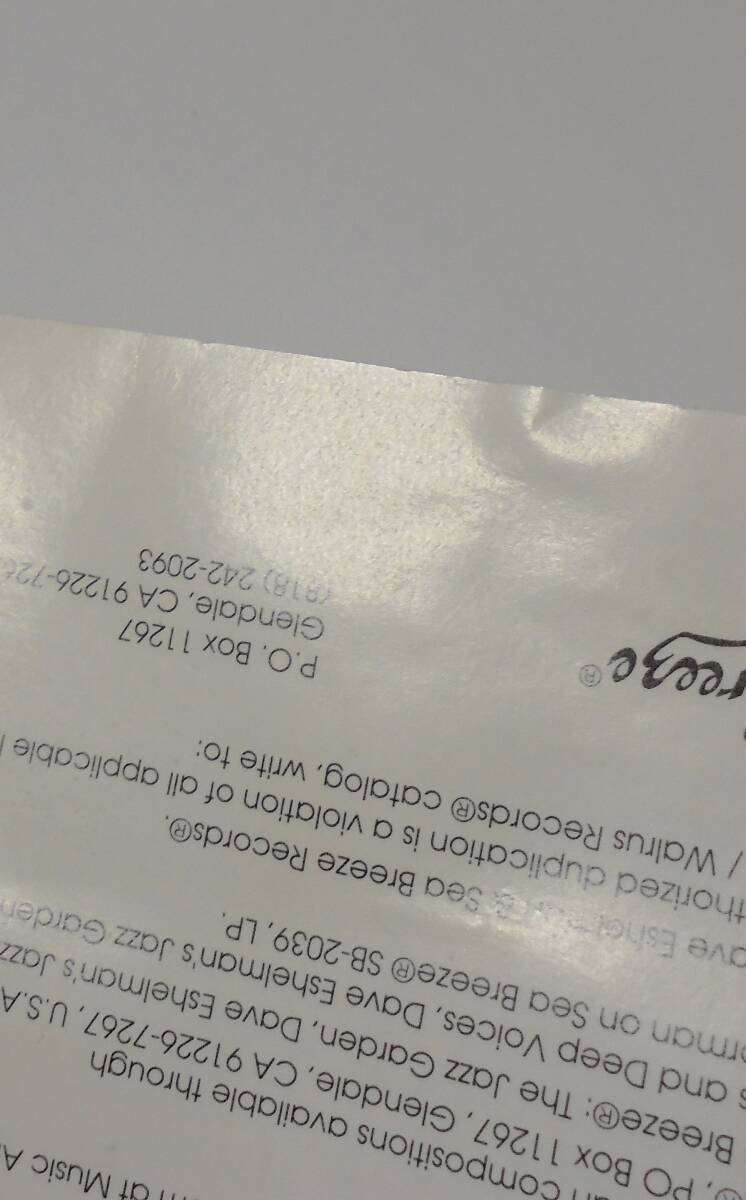 at Music A
Compositions available through
, PO Box 11267, Glendale, CA 91226-7267, U.S.A
Breeze®: The Jazz Garden, Dave Eshelman's Jazz
s and Deep Voices, Dave Eshelman's Jazz Garden
rman on Sea Breeze® SB-2039, LP.
ave Eshelman & Sea Breeze Records®.
thorized duplication is a violation of all applicable l
/ Walrus Records® catalog, write to:
reeze®
P.O. Box 11267
Glendale, CA 91226-726
(818) 242-2093